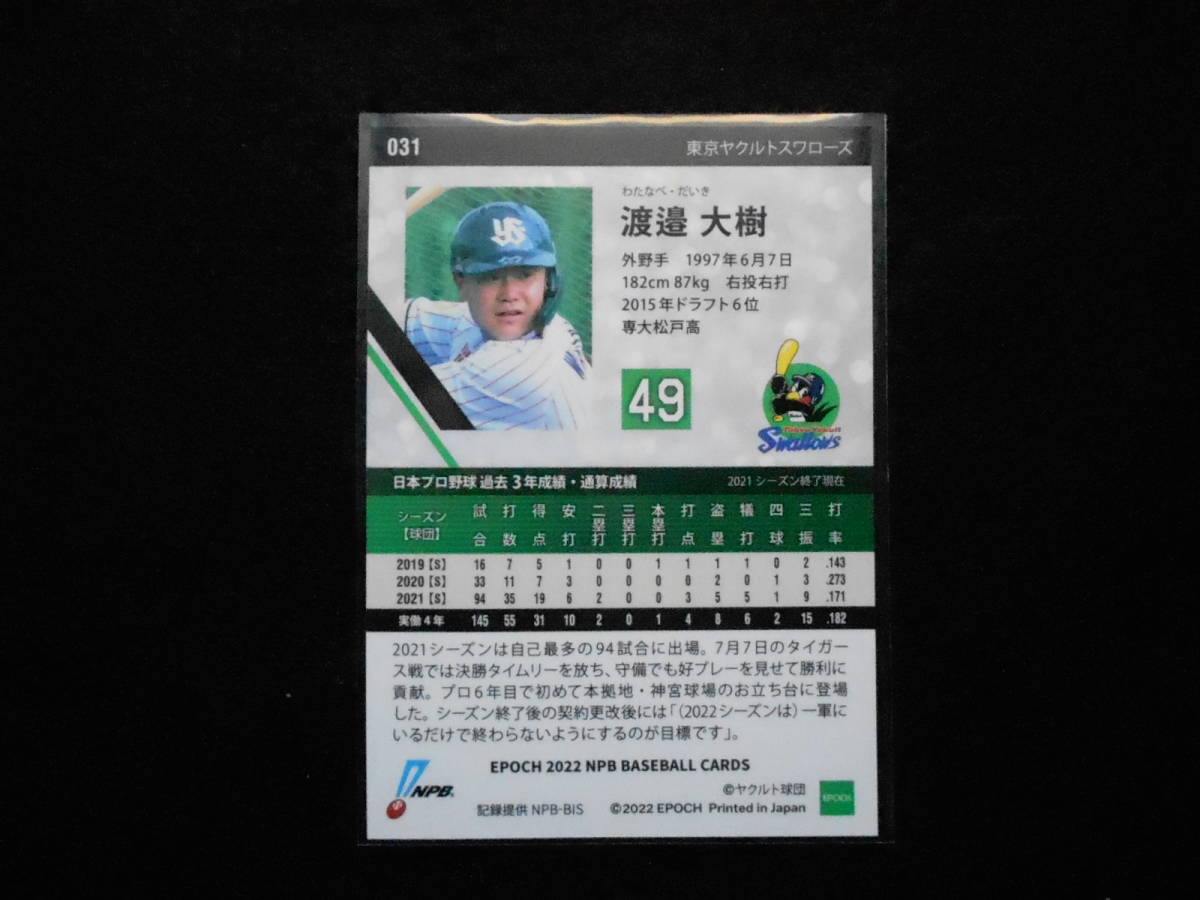 031 東京ヤクルトスワローズ
わたなべ・だいき
渡邉 大樹
外野手 1997年6月7日
182cm 87kg 右投右打
2015年ドラフト6位
専大松戸高
YS
49
Tokyo Yakult
Swallows
日本プロ野球 過去3年成績・通算成績 2021 シーズン終了現在
シーズン【球団】 試合 打数 得点 安打 二塁打 三塁打 本塁打 打点 盗塁 犠打 四球 三振 打率
2019【S】 16 7 5 1 0 0 1 1 1 1 0 2 .143
2020【S】 33 11 7 3 0 0 0 0 2 0 1 3 .273
2021【S】 94 35 19 6 2 0 0 3 5 5 1 9 .171
実働4年 145 55 31 10 2 0 1 4 8 6 2 15 .182
2021シーズンは自己最多の94試合に出場。7月7日のタイガー
ス戦では決勝タイムリーを放ち、守備でも好プレーを見せて勝利に
貢献。プロ6年目で初めて本拠地・神宮球場のお立ち台に登場
した。シーズン終了後の契約更改後には「（2022シーズンは）一軍に
いるだけで終わらないようにするのが目標です」。
EPOCH 2022 NPB BASEBALL CARDS
NPB
©ヤクルト球団
記録提供 NPB-BIS ©2022 EPOCH Printed in Japan
EPOCH